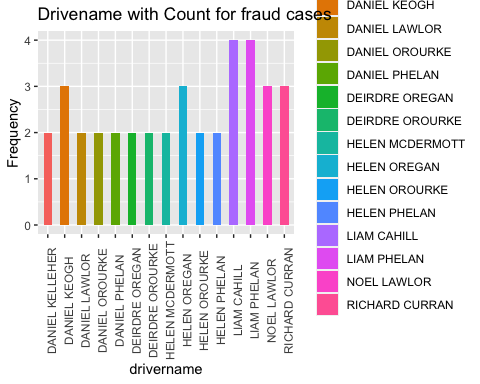 Drivename with Count for fraud cases
Frequency
4
3
2
1
0
DANIEL KELLEHER
DANIEL KEOGH
DANIEL LAWLOR
DANIEL OROURKE
DANIEL PHELAN
DEIRDRE OREGAN
DEIRDRE OROURKE
HELEN MCDERMOTT
HELEN OREGAN
HELEN OROURKE
HELEN PHELAN
LIAM CAHILL
LIAM PHELAN
NOEL LAWLOR
RICHARD CURRAN
drivername
DANIEL KEOGH
DANIEL LAWLOR
DANIEL OROURKE
DANIEL PHELAN
DEIRDRE OREGAN
DEIRDRE OROURKE
HELEN MCDERMOTT
HELEN OREGAN
HELEN OROURKE
HELEN PHELAN
LIAM CAHILL
LIAM PHELAN
NOEL LAWLOR
RICHARD CURRAN